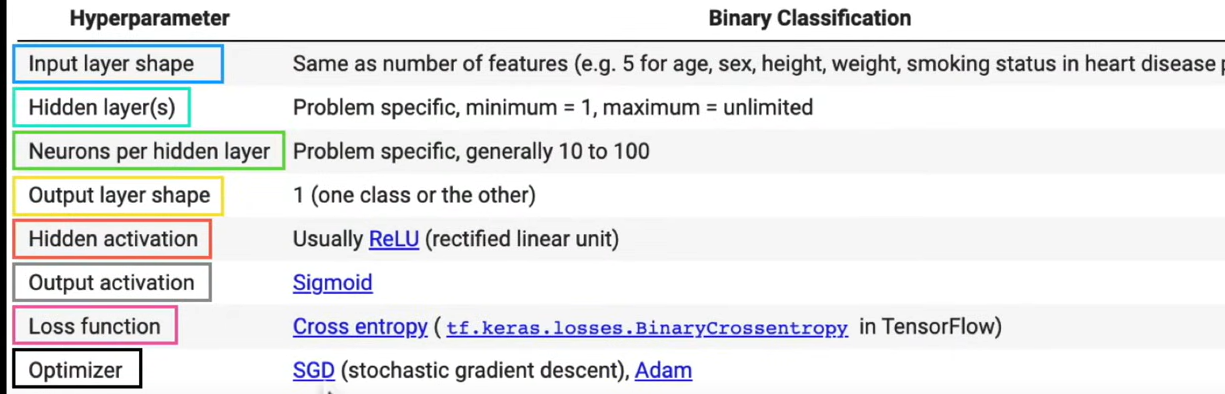 Hyperparameter Binary Classification
Input layer shape Same as number of features (e.g. 5 for age, sex, height, weight, smoking status in heart disease
Hidden layer(s) Problem specific, minimum = 1, maximum = unlimited
Neurons per hidden layer Problem specific, generally 10 to 100
Output layer shape 1 (one class or the other)
Hidden activation Usually ReLU (rectified linear unit)
Output activation Sigmoid
Loss function Cross entropy ( tf.keras.losses.BinaryCrossentropy in TensorFlow)
Optimizer SGD (stochastic gradient descent), Adam